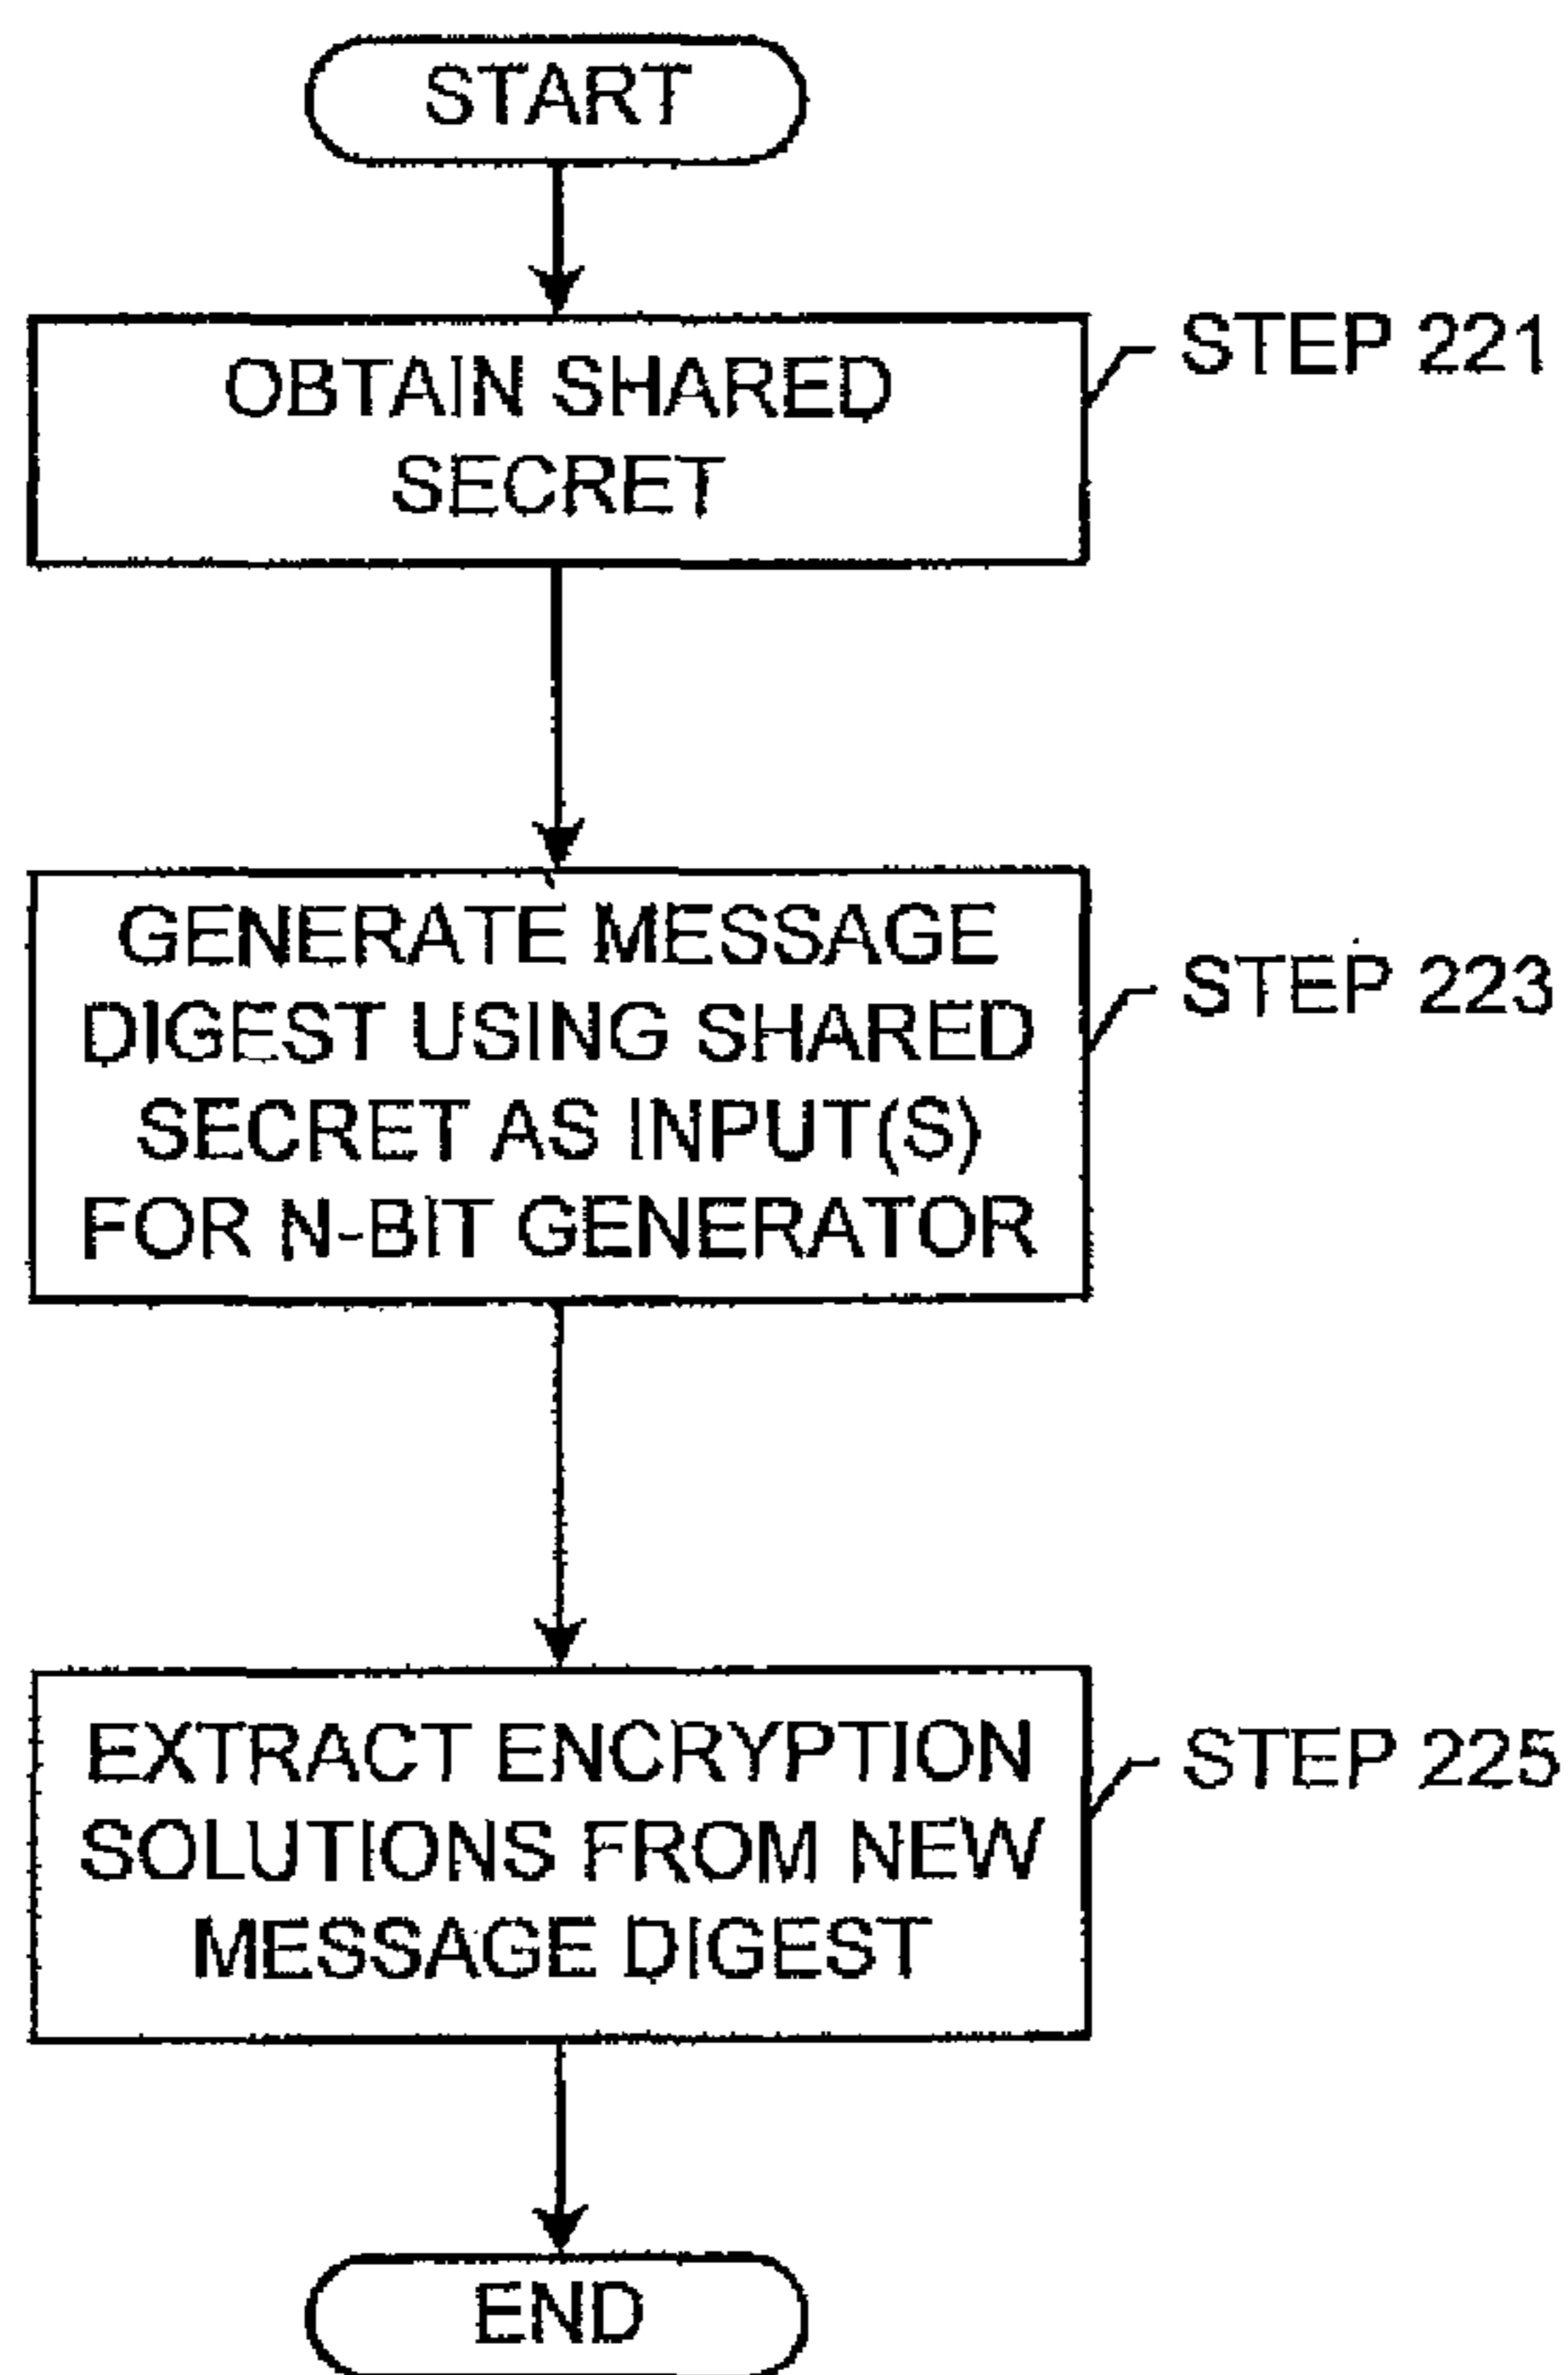 START
OBTAIN SHARED
SECRET
STEP 221
GENERATE MESSAGE
DIGEST USING SHARED
SECRET AS INPUT(S)
FOR N-BIT GENERATOR
STEP 223
EXTRACT ENCRYPTION
SOLUTIONS FROM NEW
MESSAGE DIGEST
STEP 225
END